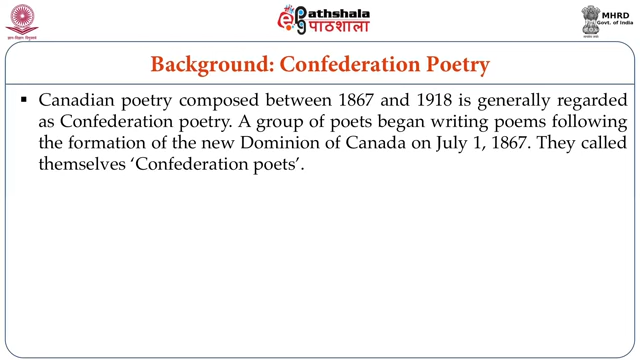 Pathshala
पाठशाला
MHRD
Govt. of India
Background: Confederation Poetry
▪ Canadian poetry composed between 1867 and 1918 is generally regarded
as Confederation poetry. A group of poets began writing poems following
the formation of the new Dominion of Canada on July 1, 1867. They called
themselves ‘Confederation poets’.